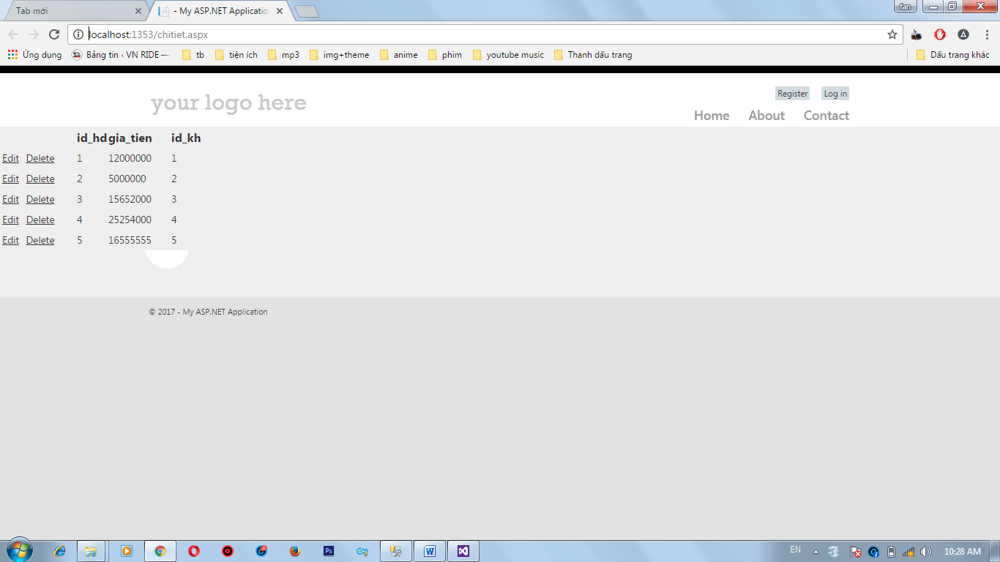 Tab mới - My ASP.NET Application fan
localhost:1353/chitiet.aspx
Ứng dụng Bảng tin ‹ VN RIDE — tb tiện ích mp3 img+theme anime phim youtube music Thanh dấu trang Dấu trang khác
your logo here
Register Log in
Home About Contact
id_hd gia_tien id_kh
Edit Delete 1 12000000 1
Edit Delete 2 5000000 2
Edit Delete 3 15652000 3
Edit Delete 4 25254000 4
Edit Delete 5 16555555 5
© 2017 - My ASP.NET Application
EN 10:28 AM